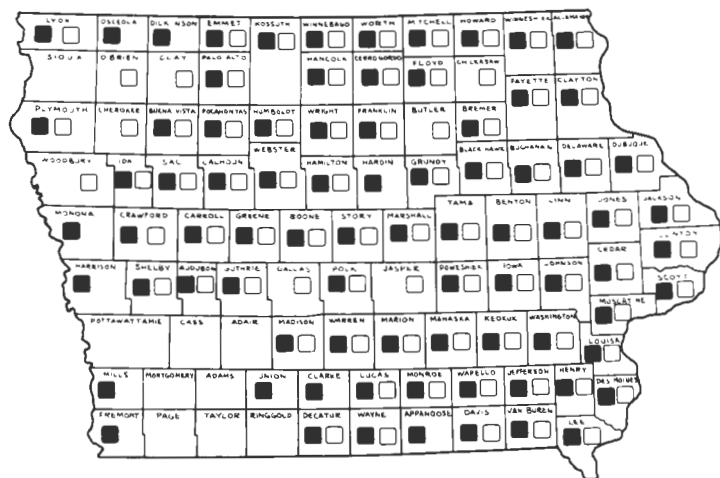 LYON OSCEOLA DICKINSON EMMET KOSSUTH WINNEBAGO WORTH MITCHELL HOWARD WINNESHIEK ALLAMAKEE
SIOUX O'BRIEN CLAY PALO ALTO HANCOCK CERRO GORDO FLOYD CHICKASAW
FAYETTE CLAYTON
PLYMOUTH CHEROKEE BUENA VISTA POCAHONTAS HUMBOLDT WRIGHT FRANKLIN BUTLER BREMER
WEBSTER
WOODBURY IDA SAC CALHOUN HAMILTON HARDIN GRUNDY BLACK HAWK BUCHANAN DELAWARE DUBUQUE
MONONA CRAWFORD CARROLL GREENE BOONE STORY MARSHALL TAMA BENTON LINN JONES JACKSON
CLINTON
HARRISON SHELBY AUDUBON GUTHRIE DALLAS POLK JASPER POWESHIEK IOWA JOHNSON CEDAR
SCOTT
MUSCATINE
POTTAWATTAMIE CASS ADAIR MADISON WARREN MARION MAHASKA KEOKUK WASHINGTON
LOUISA
MILLS MONTGOMERY ADAMS UNION CLARKE LUCAS MONROE WAPELLO JEFFERSON HENRY
DES MOINES
FREMONT PAGE TAYLOR RINGGOLD DECATUR WAYNE APPANOOSE DAVIS VAN BUREN
LEE